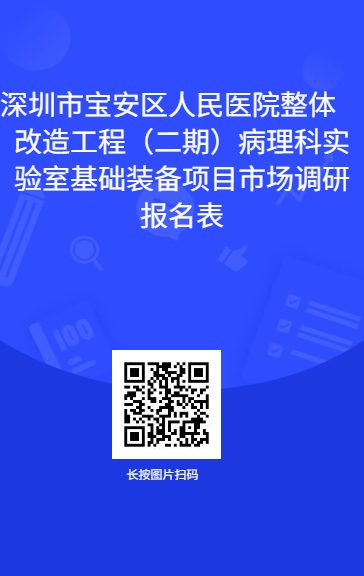 深圳市宝安区人民医院整体
改造工程（二期）病理科实
验室基础装备项目市场调研
报名表
100
长按图片扫码